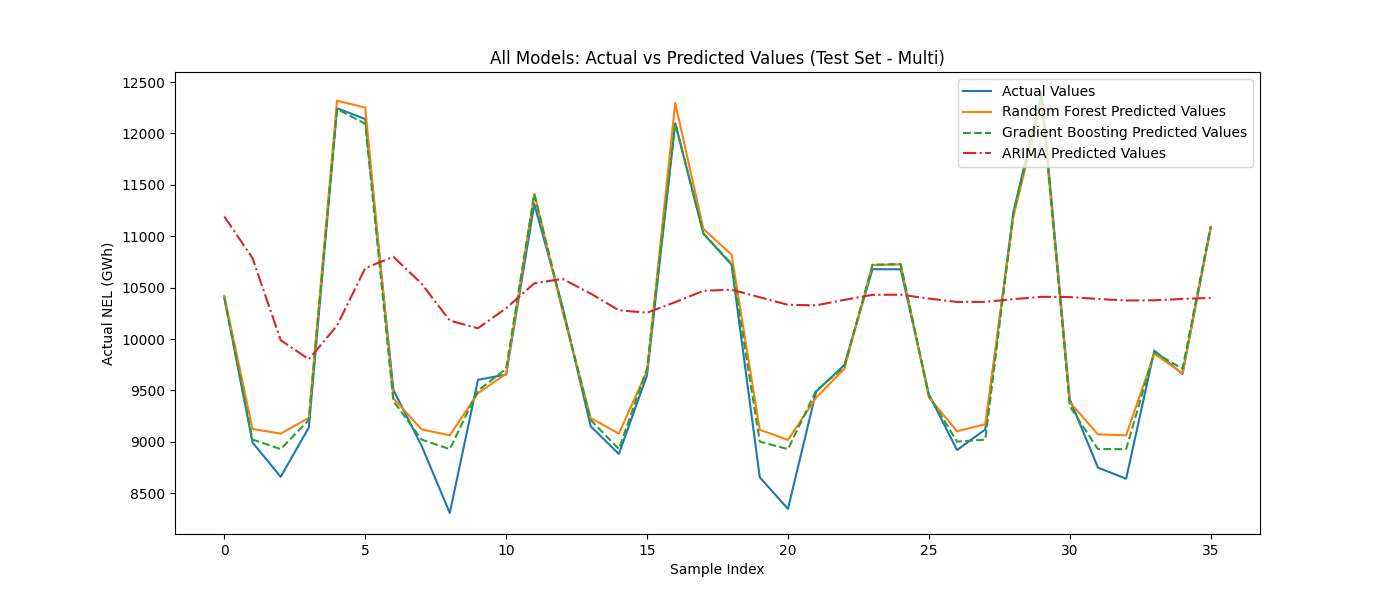 All Models: Actual vs Predicted Values (Test Set - Multi)
Actual Values
Random Forest Predicted Values
Gradient Boosting Predicted Values
ARIMA Predicted Values
Actual NEL (GWh)
12500
12000
11500
11000
10500
10000
9500
9000
8500
0 5 10 15 20 25 30 35
Sample Index